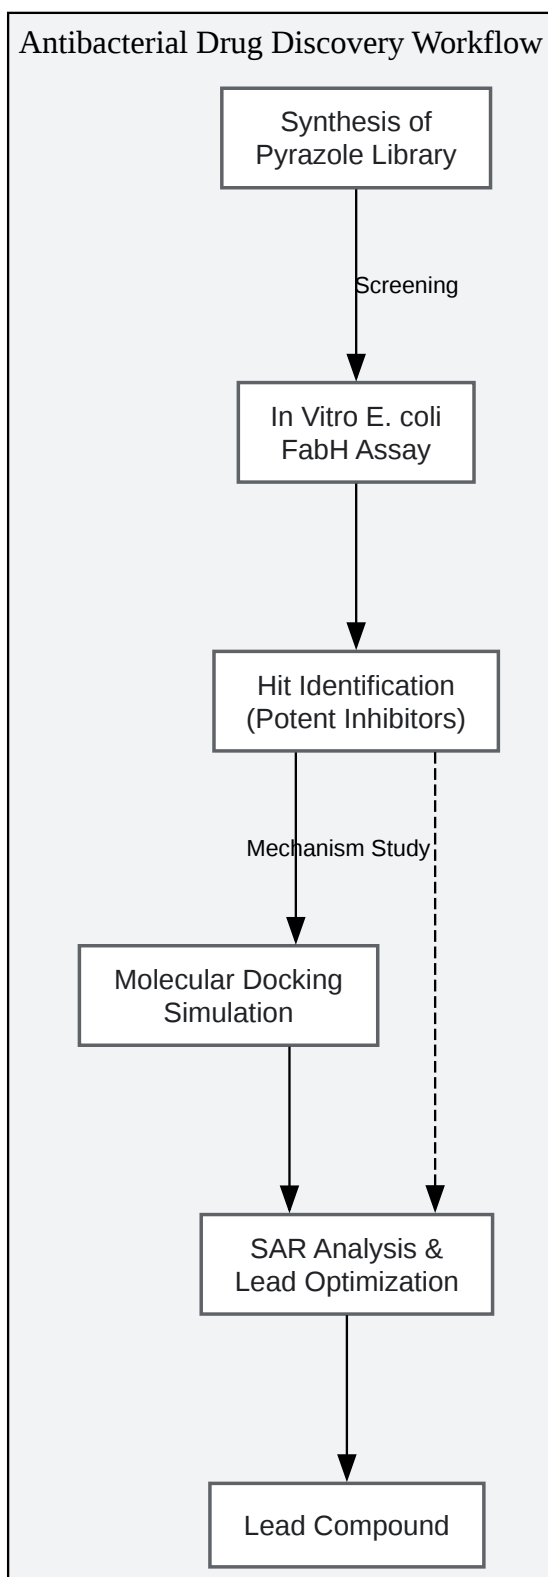 Antibacterial Drug Discovery Workflow
Synthesis of
Pyrazole Library
Screening
In Vitro E. coli
FabH Assay
Hit Identification
(Potent Inhibitors)
Mechanism Study
Molecular Docking
Simulation
SAR Analysis &
Lead Optimization
Lead Compound